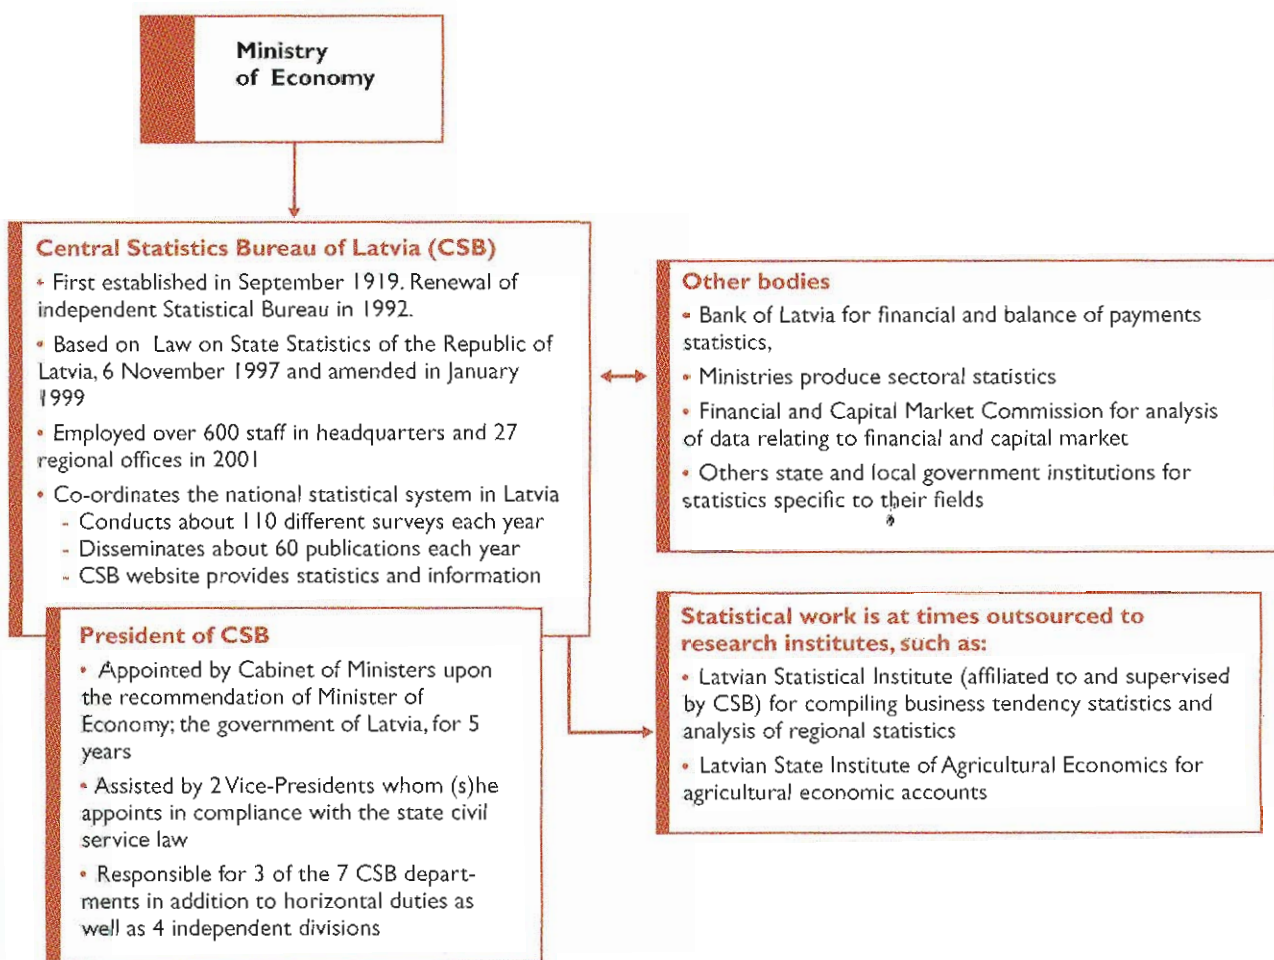 Ministry
of Economy
Central Statistics Bureau of Latvia (CSB)
• First established in September 1919. Renewal of
independent Statistical Bureau in 1992.
• Based on Law on State Statistics of the Republic of
Latvia, 6 November 1997 and amended in January
1999
• Employed over 600 staff in headquarters and 27
regional offices in 2001
• Co-ordinates the national statistical system in Latvia
- Conducts about 110 different surveys each year
- Disseminates about 60 publications each year
- CSB website provides statistics and information
President of CSB
• Appointed by Cabinet of Ministers upon
the recommendation of Minister of
Economy; the government of Latvia, for 5
years
• Assisted by 2 Vice-Presidents whom (s)he
appoints in compliance with the state civil
service law
• Responsible for 3 of the 7 CSB depart-
ments in addition to horizontal duties as
well as 4 independent divisions
Other bodies
• Bank of Latvia for financial and balance of payments
statistics,
• Ministries produce sectoral statistics
• Financial and Capital Market Commission for analysis
of data relating to financial and capital market
• Others state and local government institutions for
statistics specific to their fields
Statistical work is at times outsourced to
research institutes, such as:
• Latvian Statistical Institute (affiliated to and supervised
by CSB) for compiling business tendency statistics and
analysis of regional statistics
• Latvian State Institute of Agricultural Economics for
agricultural economic accounts